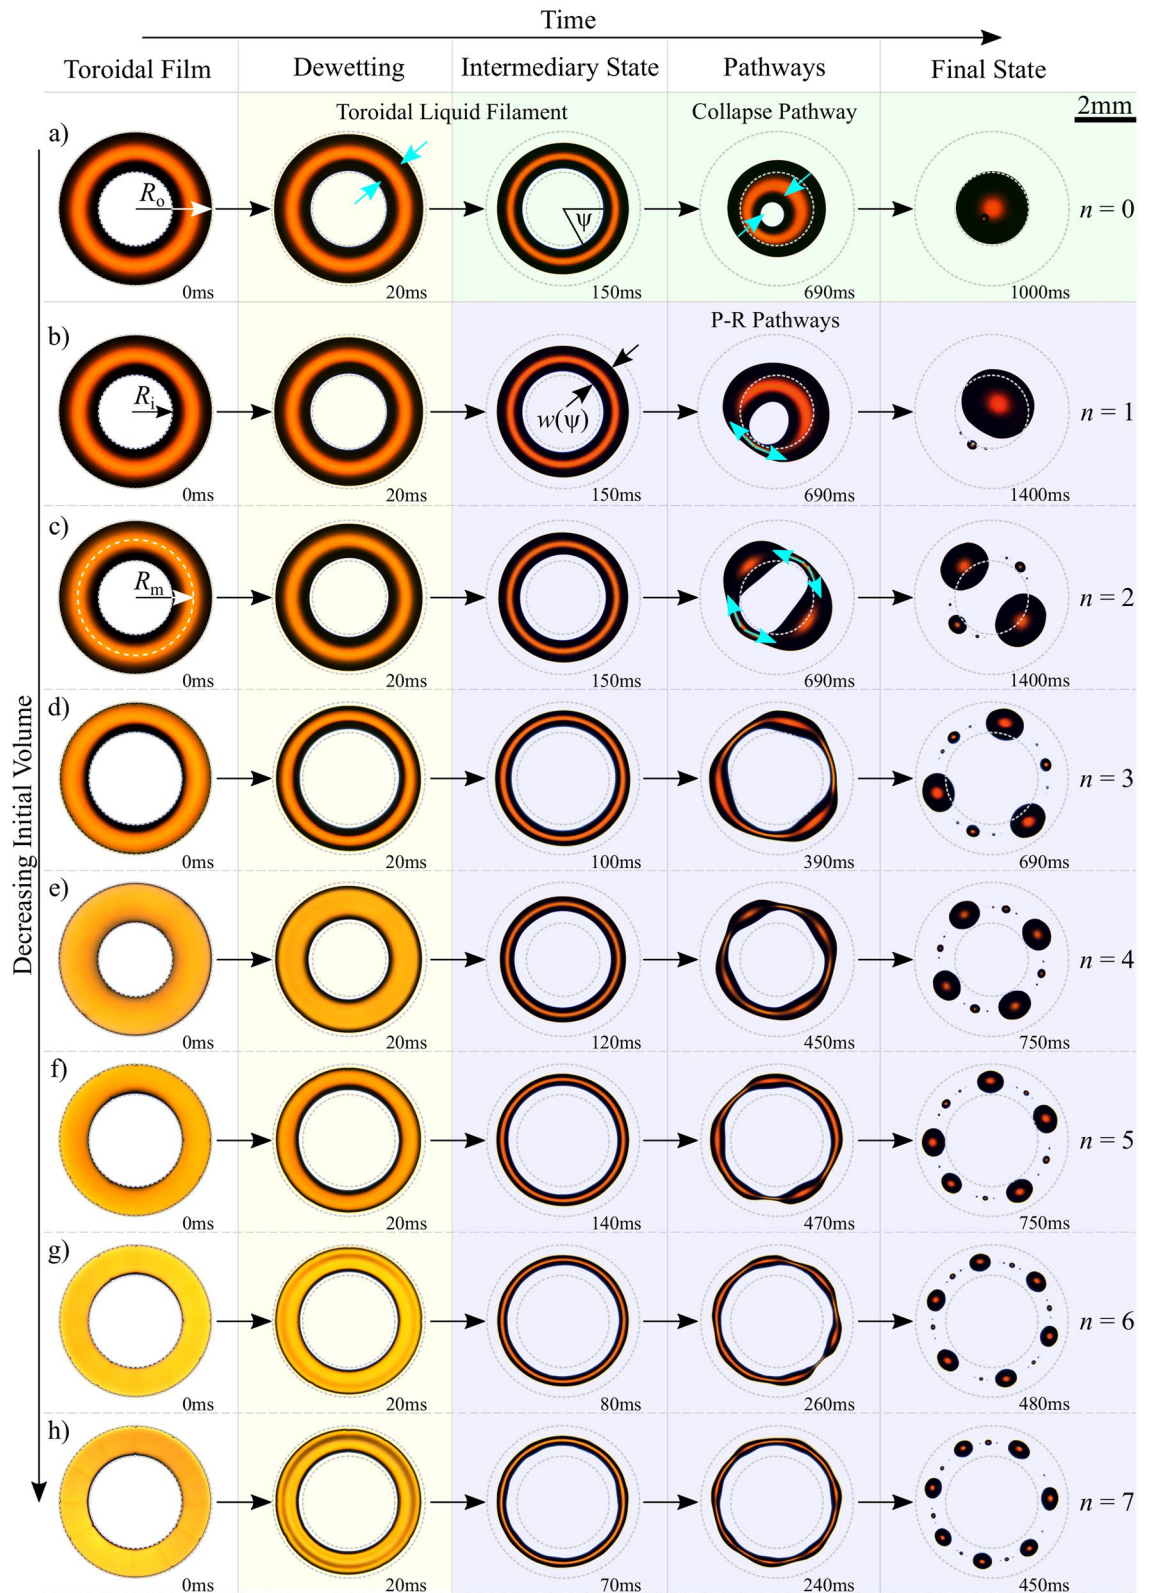 Time
Toroidal Film Dewetting Intermediary State Pathways Final State
Toroidal Liquid Filament Collapse Pathway 2mm
a)
Rₒ ψ n = 0
0ms 20ms 150ms 690ms 1000ms
P-R Pathways
b)
Rᵢ w(ψ) n = 1
0ms 20ms 150ms 690ms 1400ms
c)
Rₘ n = 2
0ms 20ms 150ms 690ms 1400ms
Decreasing Initial Volume
d)
n = 3
0ms 20ms 100ms 390ms 690ms
e)
n = 4
0ms 20ms 120ms 450ms 750ms
f)
n = 5
0ms 20ms 140ms 470ms 750ms
g)
n = 6
0ms 20ms 80ms 260ms 480ms
h)
n = 7
0ms 20ms 70ms 240ms 450ms